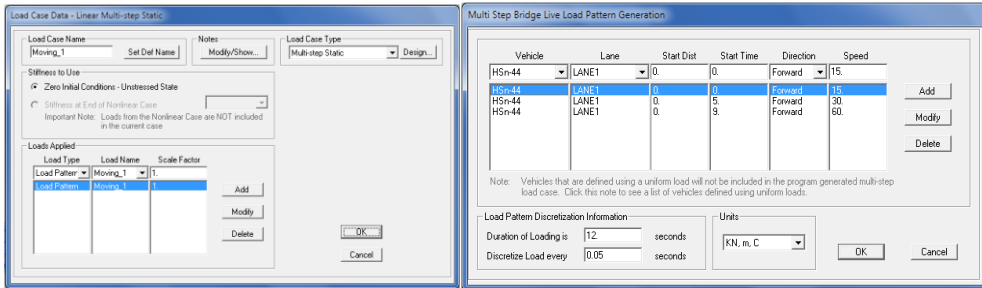 Load Case Data - Linear Multi-step Static
Load Case Name
Moving_1
Set Def Name
Notes
Modify/Show...
Load Case Type
Multi-step Static
Design...
Stiffness to Use
Zero Initial Conditions - Unstressed State
Stiffness at End of Nonlinear Case
Important Note: Loads from the Nonlinear Case are NOT included
in the current case
Loads Applied
Load Type Load Name Scale Factor
Load Pattern Moving_1 1.
Load Pattern Moving_1 1.
Add
Modify
Delete
OK
Cancel
Multi Step Bridge Live Load Pattern Generation
Vehicle Lane Start Dist Start Time Direction Speed
HSn-44 LANE1 0. 0. Forward 15.
HSn-44 LANE1 0. 0. Forward 15.
HSn-44 LANE1 0. 5. Forward 30.
HSn-44 LANE1 0. 9. Forward 60.
Add
Modify
Delete
Note: Vehicles that are defined using a uniform load will not be included in the program generated multi-step
load case. Click this note to see a list of vehicles defined using uniform loads.
Load Pattern Discretization Information
Duration of Loading is 12. seconds
Discretize Load every 0.05 seconds
Units
KN, m, C
OK
Cancel